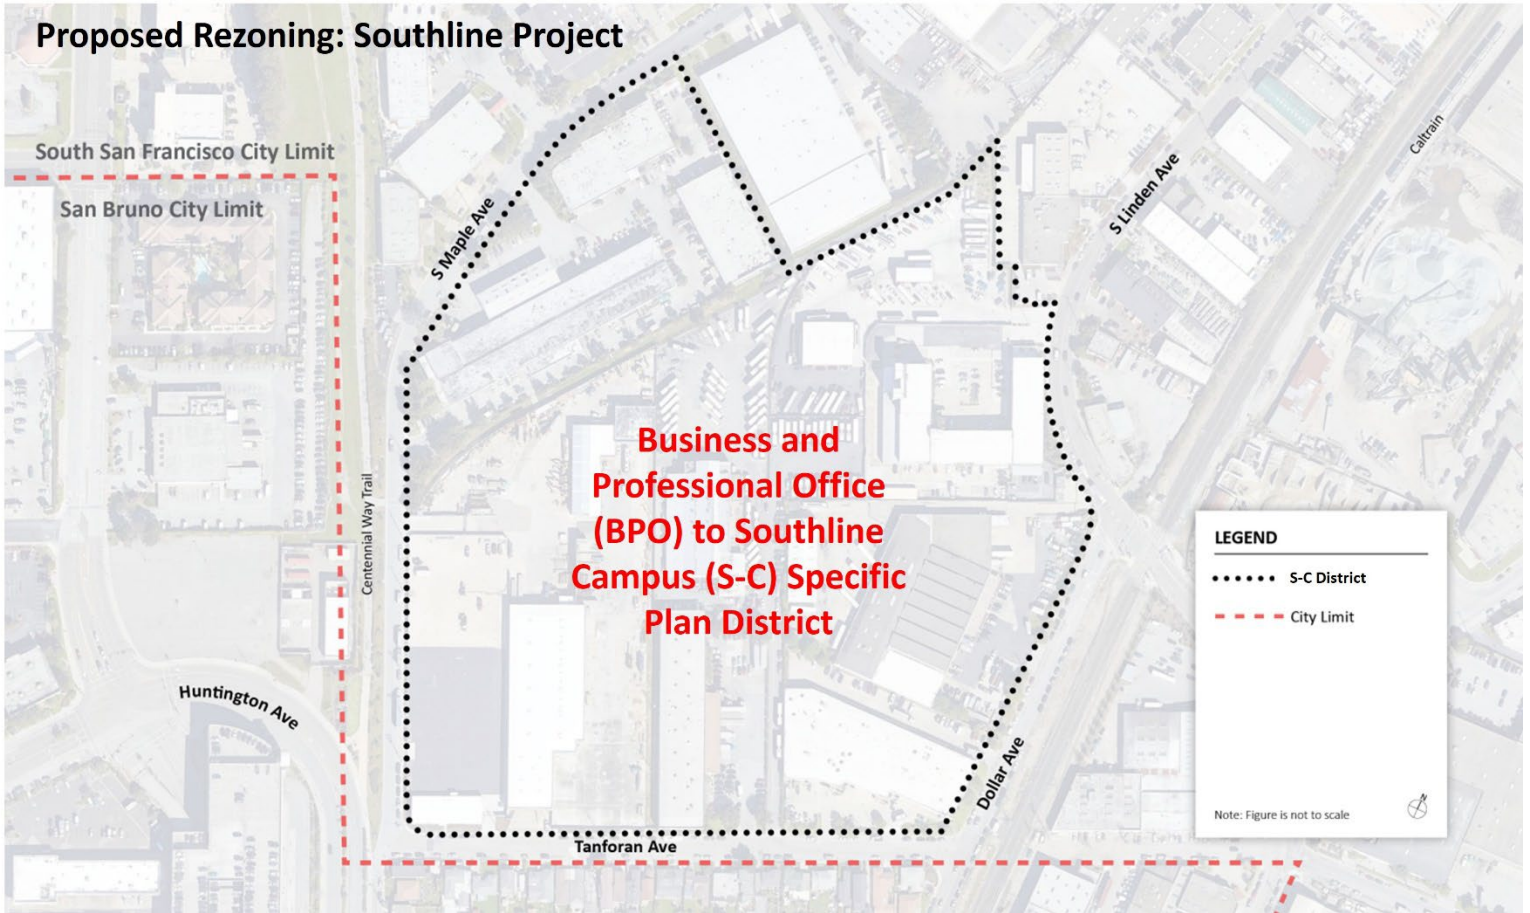 Proposed Rezoning: Southline Project
South San Francisco City Limit
San Bruno City Limit
S Maple Ave
S Linden Ave
Caltrain
Centennial Way Trail
Business and
Professional Office
(BPO) to Southline
Campus (S-C) Specific
Plan District
Huntington Ave
Dollar Ave
Tanforan Ave
LEGEND
S-C District
City Limit
Note: Figure is not to scale
N